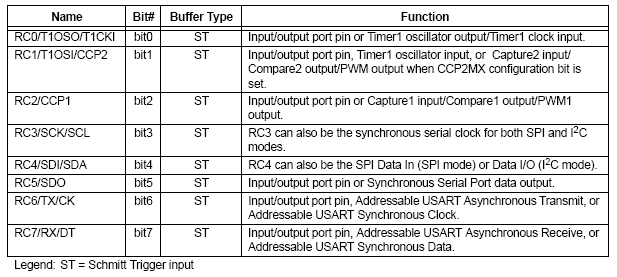 Name Bit# Buffer Type Function
RC0/T1OSO/T1CKI bit0 ST Input/output port pin or Timer1 oscillator output/Timer1 clock input.
RC1/T1OSI/CCP2 bit1 ST Input/output port pin, Timer1 oscillator input, or Capture2 input/
Compare2 output/PWM output when CCP2MX configuration bit is
set.
RC2/CCP1 bit2 ST Input/output port pin or Capture1 input/Compare1 output/PWM1
output.
RC3/SCK/SCL bit3 ST RC3 can also be the synchronous serial clock for both SPI and I²C
modes.
RC4/SDI/SDA bit4 ST RC4 can also be the SPI Data In (SPI mode) or Data I/O (I²C mode).
RC5/SDO bit5 ST Input/output port pin or Synchronous Serial Port data output.
RC6/TX/CK bit6 ST Input/output port pin, Addressable USART Asynchronous Transmit, or
Addressable USART Synchronous Clock.
RC7/RX/DT bit7 ST Input/output port pin, Addressable USART Asynchronous Receive, or
Addressable USART Synchronous Data.
Legend: ST = Schmitt Trigger input